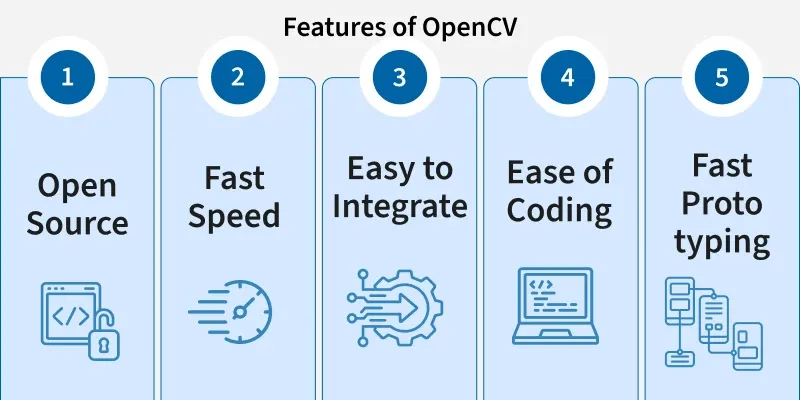 Features of OpenCV
1
Open
Source
2
Fast
Speed
3
Easy to
Integrate
4
Ease of
Coding
5
Fast
Proto
typing